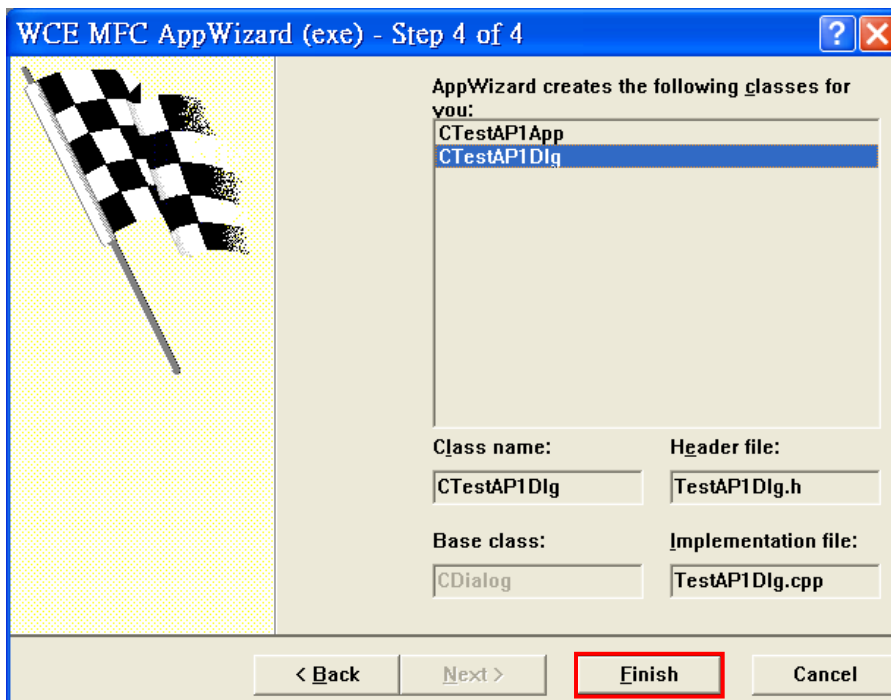 WCE MFC AppWizard (exe) - Step 4 of 4
?
AppWizard creates the following classes for
you:
CTestAP1App
CTestAP1Dlg
Class name:
Header file:
CTestAP1Dlg
TestAP1Dlg.h
Base class:
Implementation file:
CDialog
TestAP1Dlg.cpp
< Back
Next >
Finish
Cancel